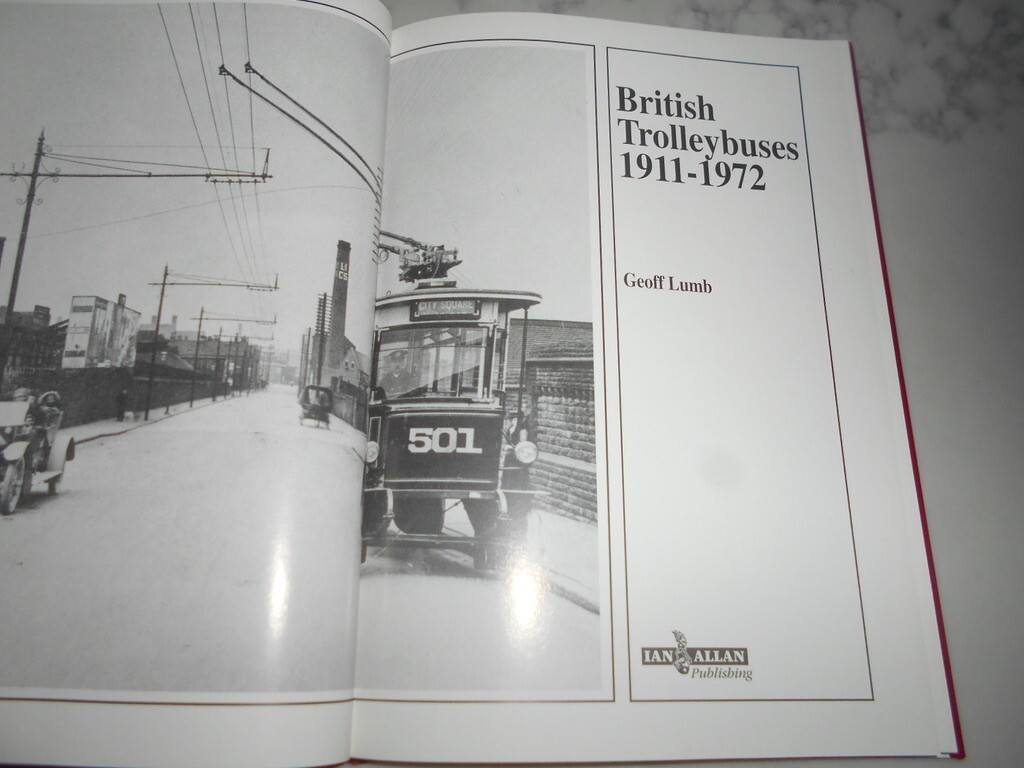 British
Trolleybuses
1911-1972
Geoff Lumb
CITY SQUARE
501
IAN ALLAN
Publishing